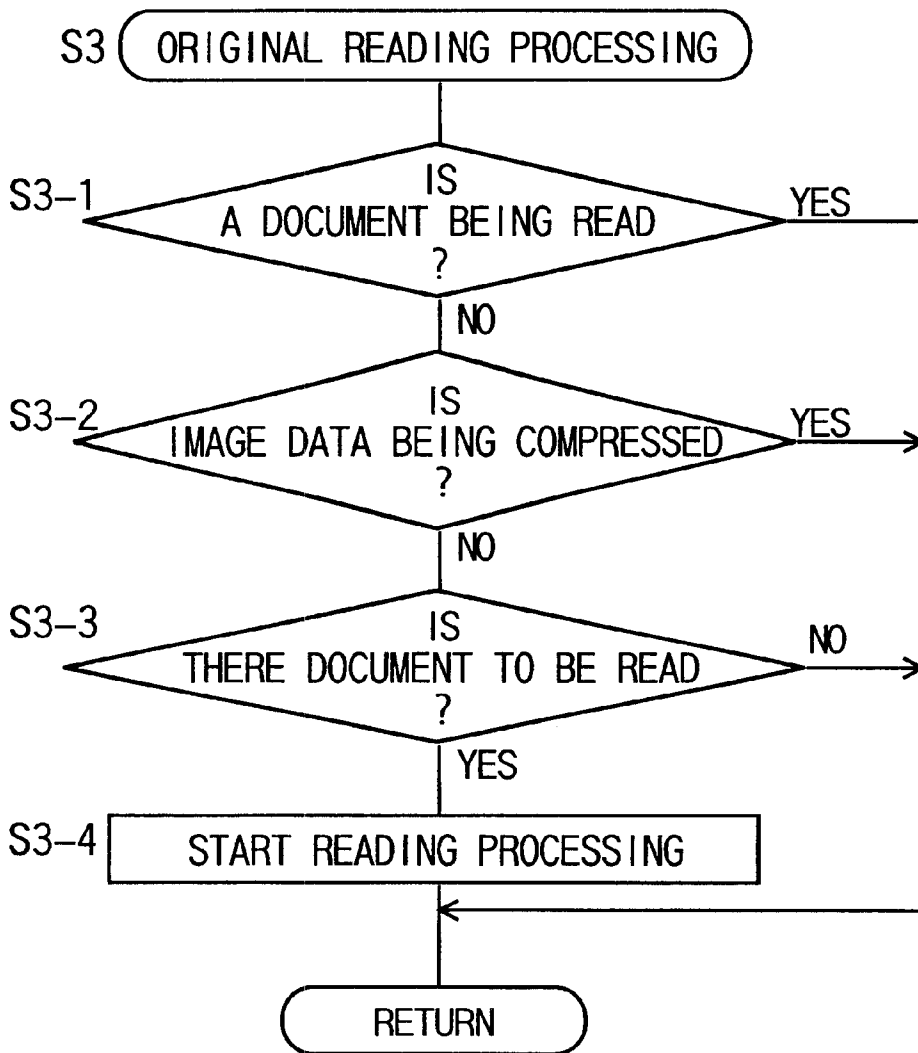 S3 ORIGINAL READING PROCESSING
S3-1
IS
A DOCUMENT BEING READ
?
YES
NO
S3-2
IS
IMAGE DATA BEING COMPRESSED
?
YES
NO
S3-3
IS
THERE DOCUMENT TO BE READ
?
NO
YES
S3-4
START READING PROCESSING
RETURN